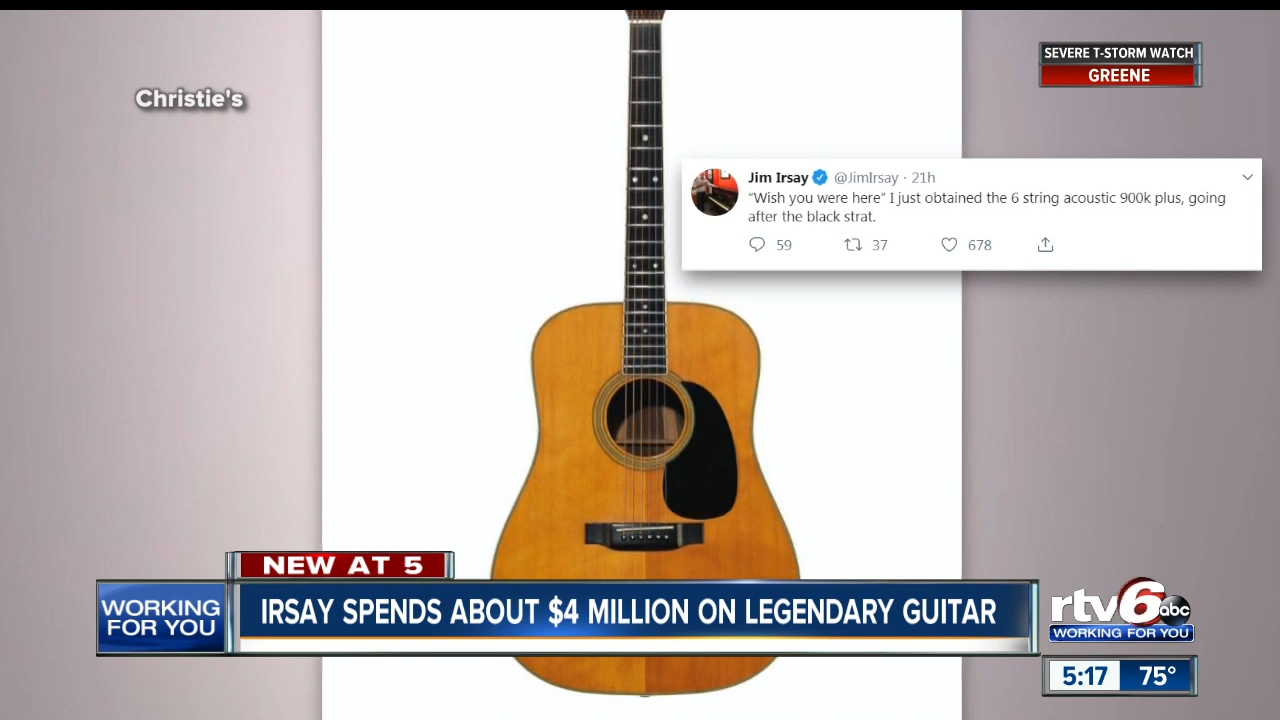 Christie's
SEVERE T-STORM WATCH
GREENE
Jim Irsay @JimIrsay · 21h
“Wish you were here” I just obtained the 6 string acoustic 900k plus, going
after the black strat.
59 37 678
NEW AT 5
WORKING
FOR YOU
IRSAY SPENDS ABOUT $4 MILLION ON LEGENDARY GUITAR
rtv6 abc
WORKING FOR YOU
5:17 75°